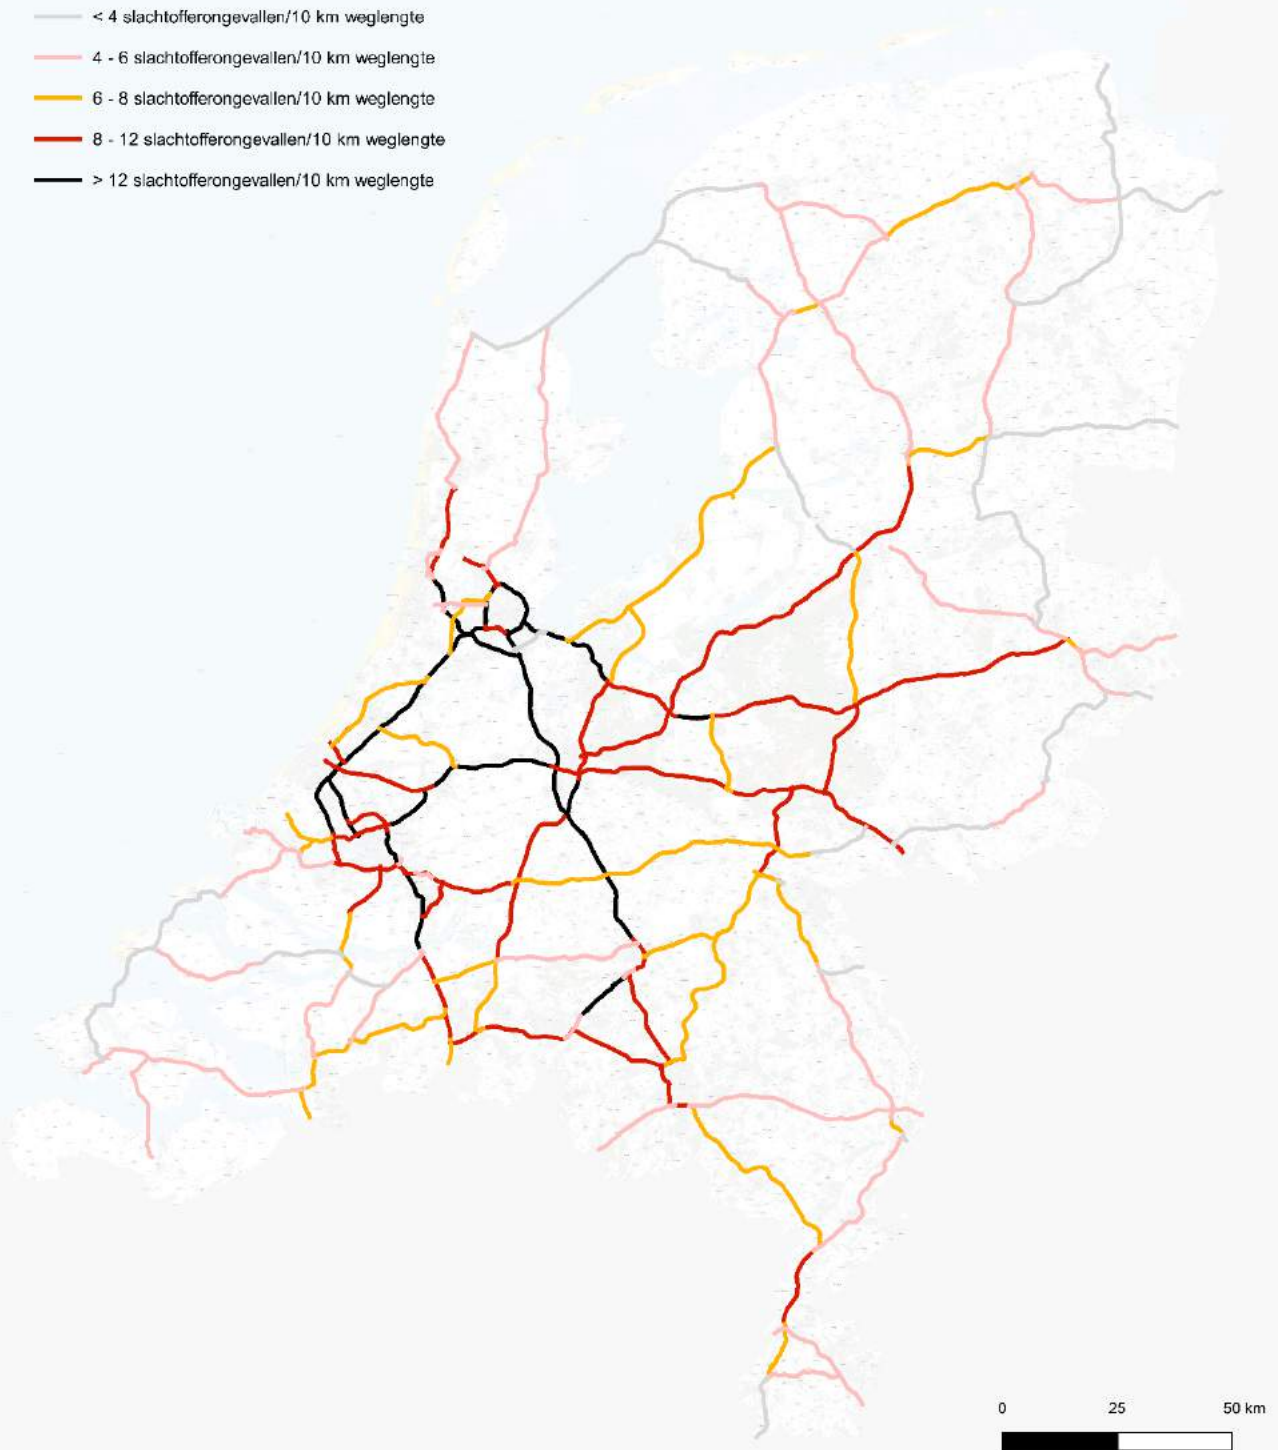 < 4 slachtofferongevallen/10 km weglengte
4 - 6 slachtofferongevallen/10 km weglengte
6 - 8 slachtofferongevallen/10 km weglengte
8 - 12 slachtofferongevallen/10 km weglengte
> 12 slachtofferongevallen/10 km weglengte
0 25 50 km